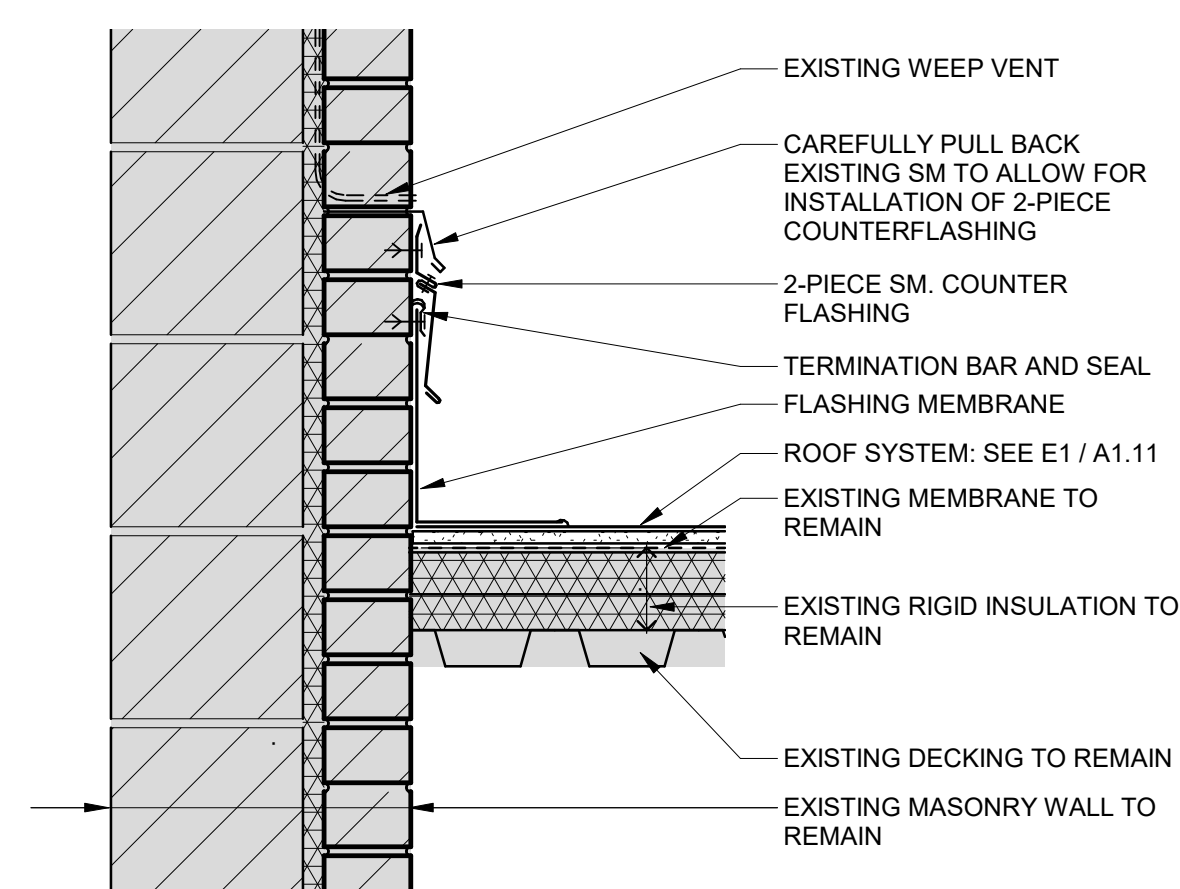 EXISTING WEEP VENT
CAREFULLY PULL BACK
EXISTING SM TO ALLOW FOR
INSTALLATION OF 2-PIECE
COUNTERFLASHING
2-PIECE SM. COUNTER
FLASHING
TERMINATION BAR AND SEAL
FLASHING MEMBRANE
ROOF SYSTEM: SEE E1 / A1.11
EXISTING MEMBRANE TO
REMAIN
EXISTING RIGID INSULATION TO
REMAIN
EXISTING DECKING TO REMAIN
EXISTING MASONRY WALL TO
REMAIN